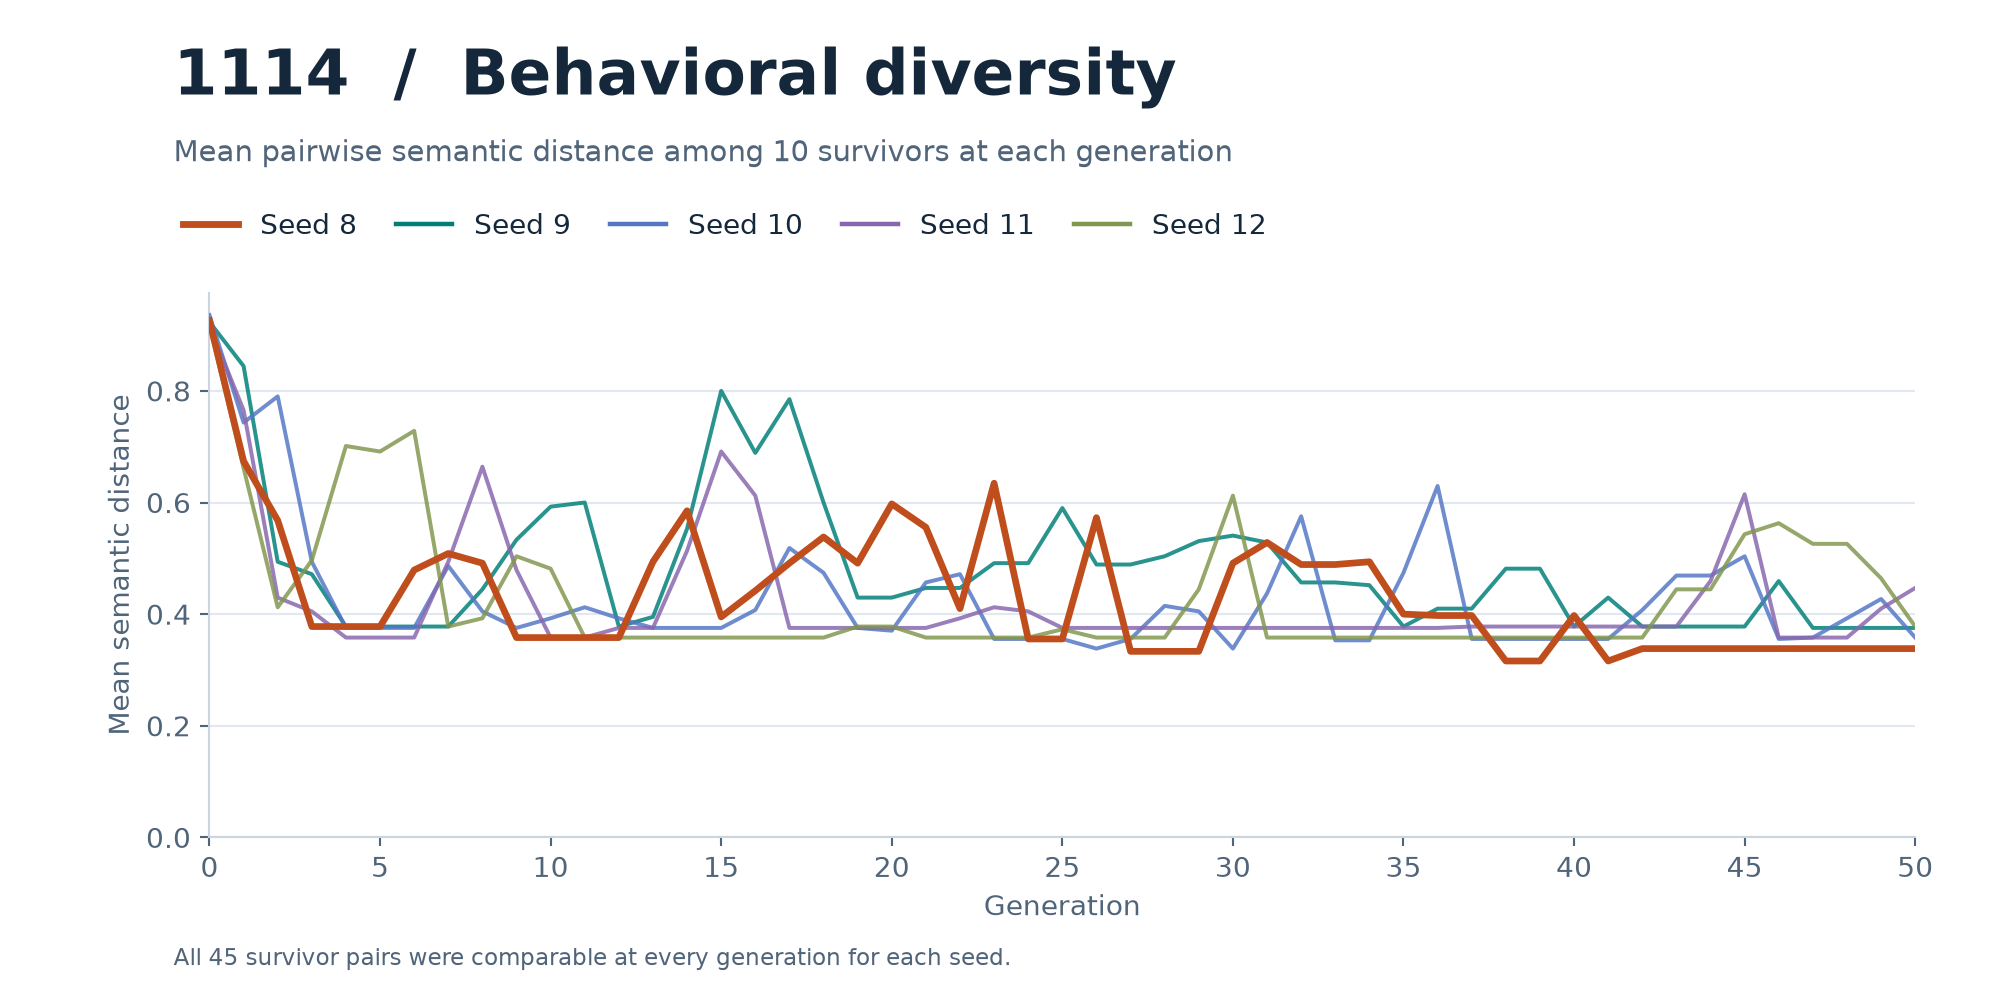 1114 / Behavioral diversity
Mean pairwise semantic distance among 10 survivors at each generation
Seed 8 Seed 9 Seed 10 Seed 11 Seed 12
Mean semantic distance
0.8
0.6
0.4
0.2
0.0
0 5 10 15 20 25 30 35 40 45 50
Generation
All 45 survivor pairs were comparable at every generation for each seed.